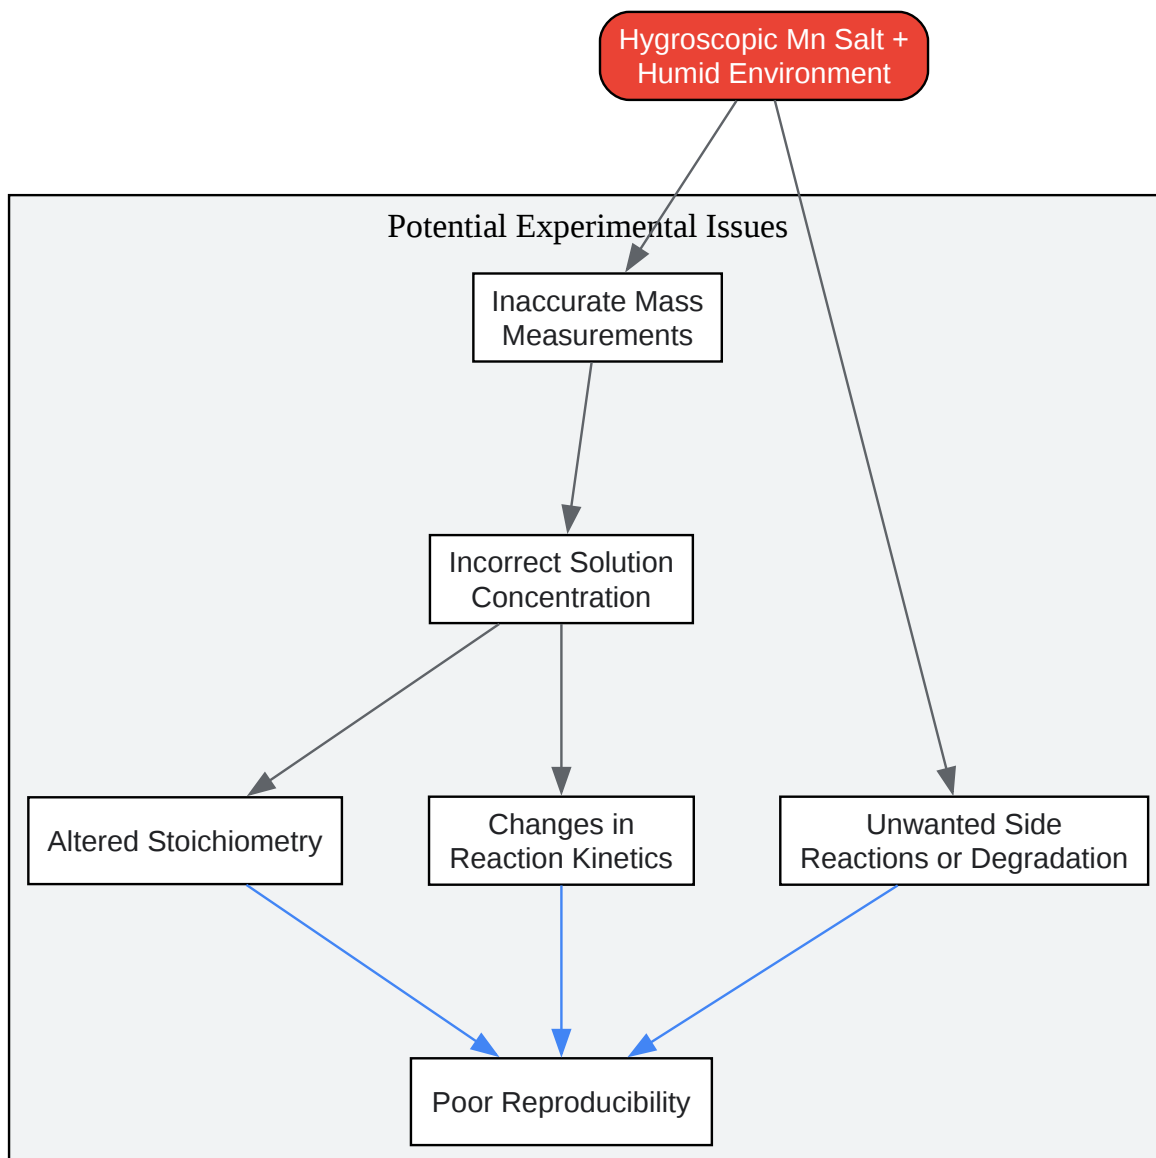 Hygroscopic Mn Salt +
Humid Environment
Potential Experimental Issues
Inaccurate Mass
Measurements
Incorrect Solution
Concentration
Altered Stoichiometry
Changes in
Reaction Kinetics
Unwanted Side
Reactions or Degradation
Poor Reproducibility